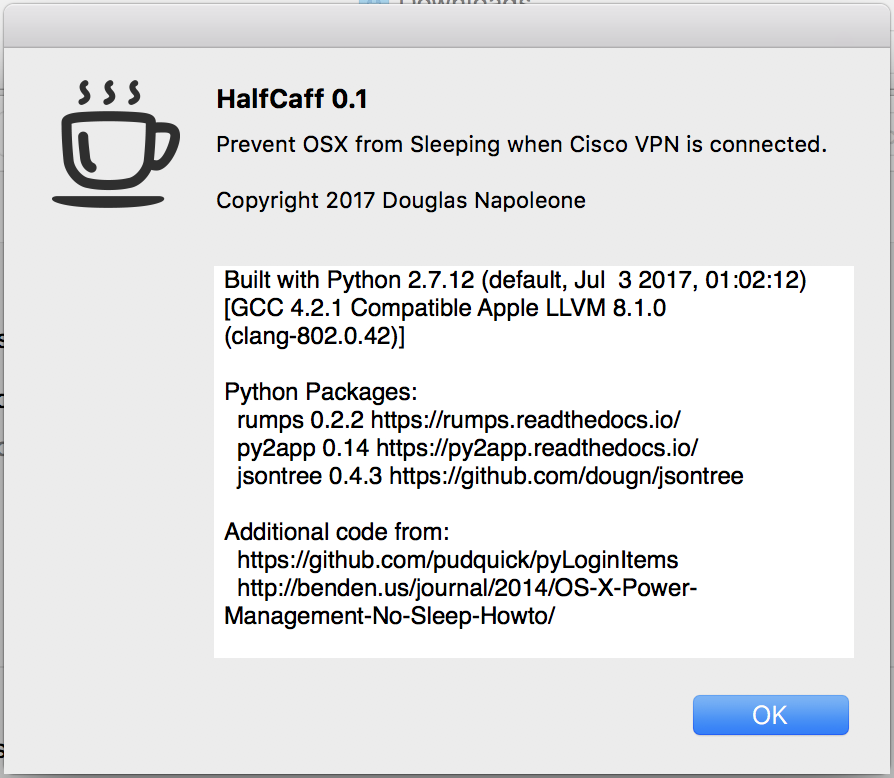 Downloads
HalfCaff 0.1
Prevent OSX from Sleeping when Cisco VPN is connected.
Copyright 2017 Douglas Napoleone
Built with Python 2.7.12 (default, Jul  3 2017, 01:02:12)
[GCC 4.2.1 Compatible Apple LLVM 8.1.0
(clang-802.0.42)]
Python Packages:
rumps 0.2.2 https://rumps.readthedocs.io/
py2app 0.14 https://py2app.readthedocs.io/
jsontree 0.4.3 https://github.com/dougn/jsontree
Additional code from:
https://github.com/pudquick/pyLoginItems
http://benden.us/journal/2014/OS-X-Power-
Management-No-Sleep-Howto/
OK